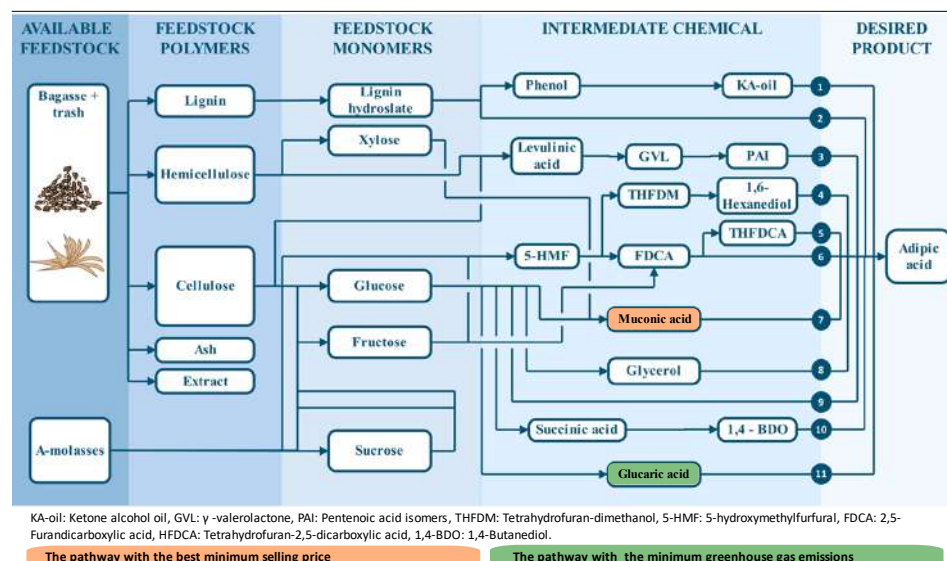 AVAILABLE FEEDSTOCK
FEEDSTOCK POLYMERS
FEEDSTOCK MONOMERS
INTERMEDIATE CHEMICAL
DESIRED PRODUCT
Bagasse + trash
Lignin
Lignin hydroslate
Phenol
KA-oil
1
2
Xylose
Hemicellulose
Levulinic acid
GVL
PAI
3
THFDM
1,6-Hexanediol
4
THFDCA
5
5-HMF
FDCA
6
Adipic acid
Cellulose
Glucose
Muconic acid
7
Fructose
Ash
Extract
Glycerol
8
9
A-molasses
Sucrose
Succinic acid
1,4 - BDO
10
Glucaric acid
11
KA-oil: Ketone alcohol oil, GVL: γ -valerolactone, PAI: Pentenoic acid isomers, THFDM: Tetrahydrofuran-dimethanol, 5-HMF: 5-hydroxymethylfurfural, FDCA: 2,5-
Furandicarboxylic acid, HFDCA: Tetrahydrofuran-2,5-dicarboxylic acid, 1,4-BDO: 1,4-Butanediol.
The pathway with the best minimum selling price
The pathway with the minimum greenhouse gas emissions